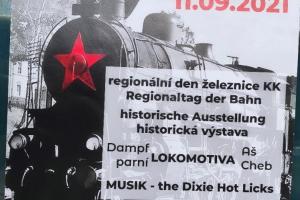 11.09.2021
regionální den železnice KK
Regionaltag der Bahn
historische Ausstellung
historická výstava
Dampf
parní
LOKOMOTIVA
Aš
Cheb
MUSIK - the Dixie Hot Licks